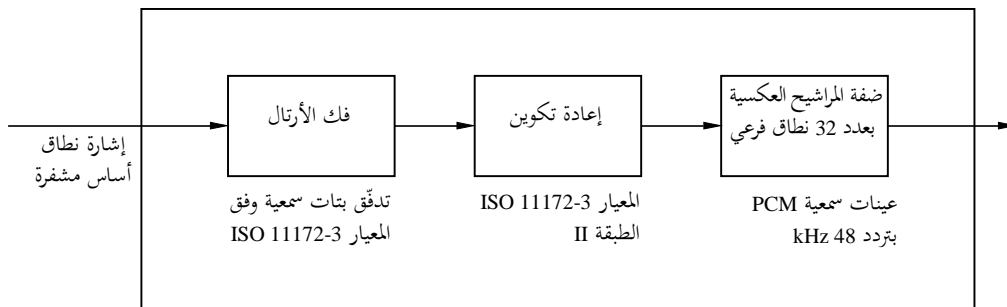 ضفة المراشيح العكسية
بعدد 32 نطاق فرعي
إعادة تكوين
فك الأرتال
إشارة نطاق
أساس مشفرة
تدفّق بتات سمعية وفق
المعيار ISO 11172-3
المعيار ISO 11172-3
الطبقة II
عينات سمعية PCM
بتردد 48 kHz